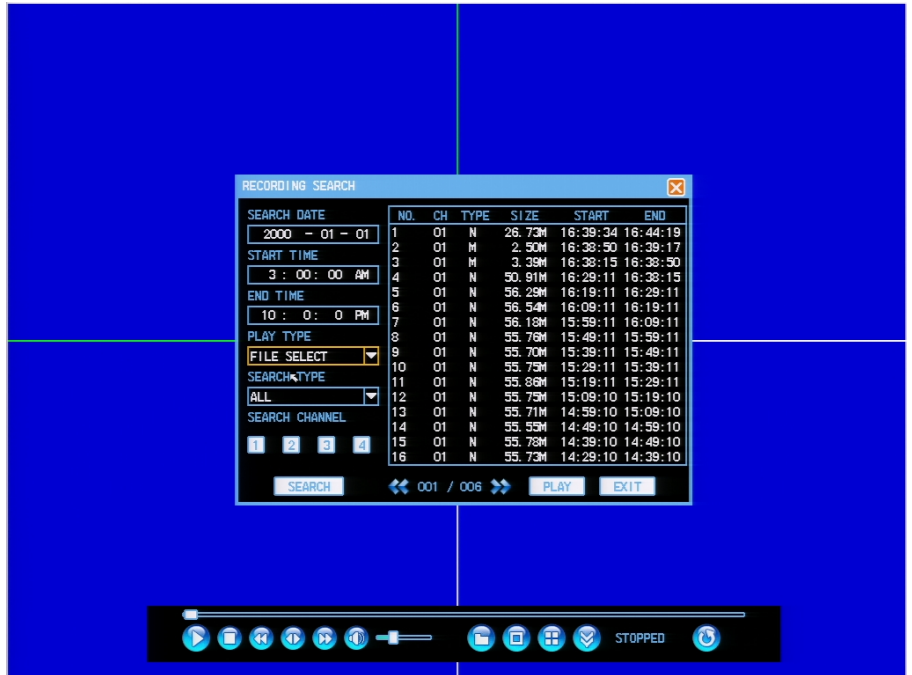 RECORDING SEARCH
SEARCH DATE
2000 - 01 - 01
START TIME
3 : 00 : 00 AM
END TIME
10 : 0 : 0 PM
PLAY TYPE
FILE SELECT
SEARCH TYPE
ALL
SEARCH CHANNEL
1 2 3 4
SEARCH
NO. CH TYPE SIZE START END
1 01 N 26.73M 16:39:34 16:44:19
2 01 M 2.50M 16:38:50 16:39:17
3 01 M 3.39M 16:38:15 16:38:50
4 01 N 50.91M 16:29:11 16:38:15
5 01 N 56.29M 16:19:11 16:29:11
6 01 N 56.54M 16:09:11 16:19:11
7 01 N 56.18M 15:59:11 16:09:11
8 01 N 55.76M 15:49:11 15:59:11
9 01 N 55.70M 15:39:11 15:49:11
10 01 N 55.75M 15:29:11 15:39:11
11 01 N 55.86M 15:19:11 15:29:11
12 01 N 55.75M 15:09:10 15:19:10
13 01 N 55.71M 14:59:10 15:09:10
14 01 N 55.55M 14:49:10 14:59:10
15 01 N 55.78M 14:39:10 14:49:10
16 01 N 55.73M 14:29:10 14:39:10
001 / 006 PLAY EXIT
STOPPED